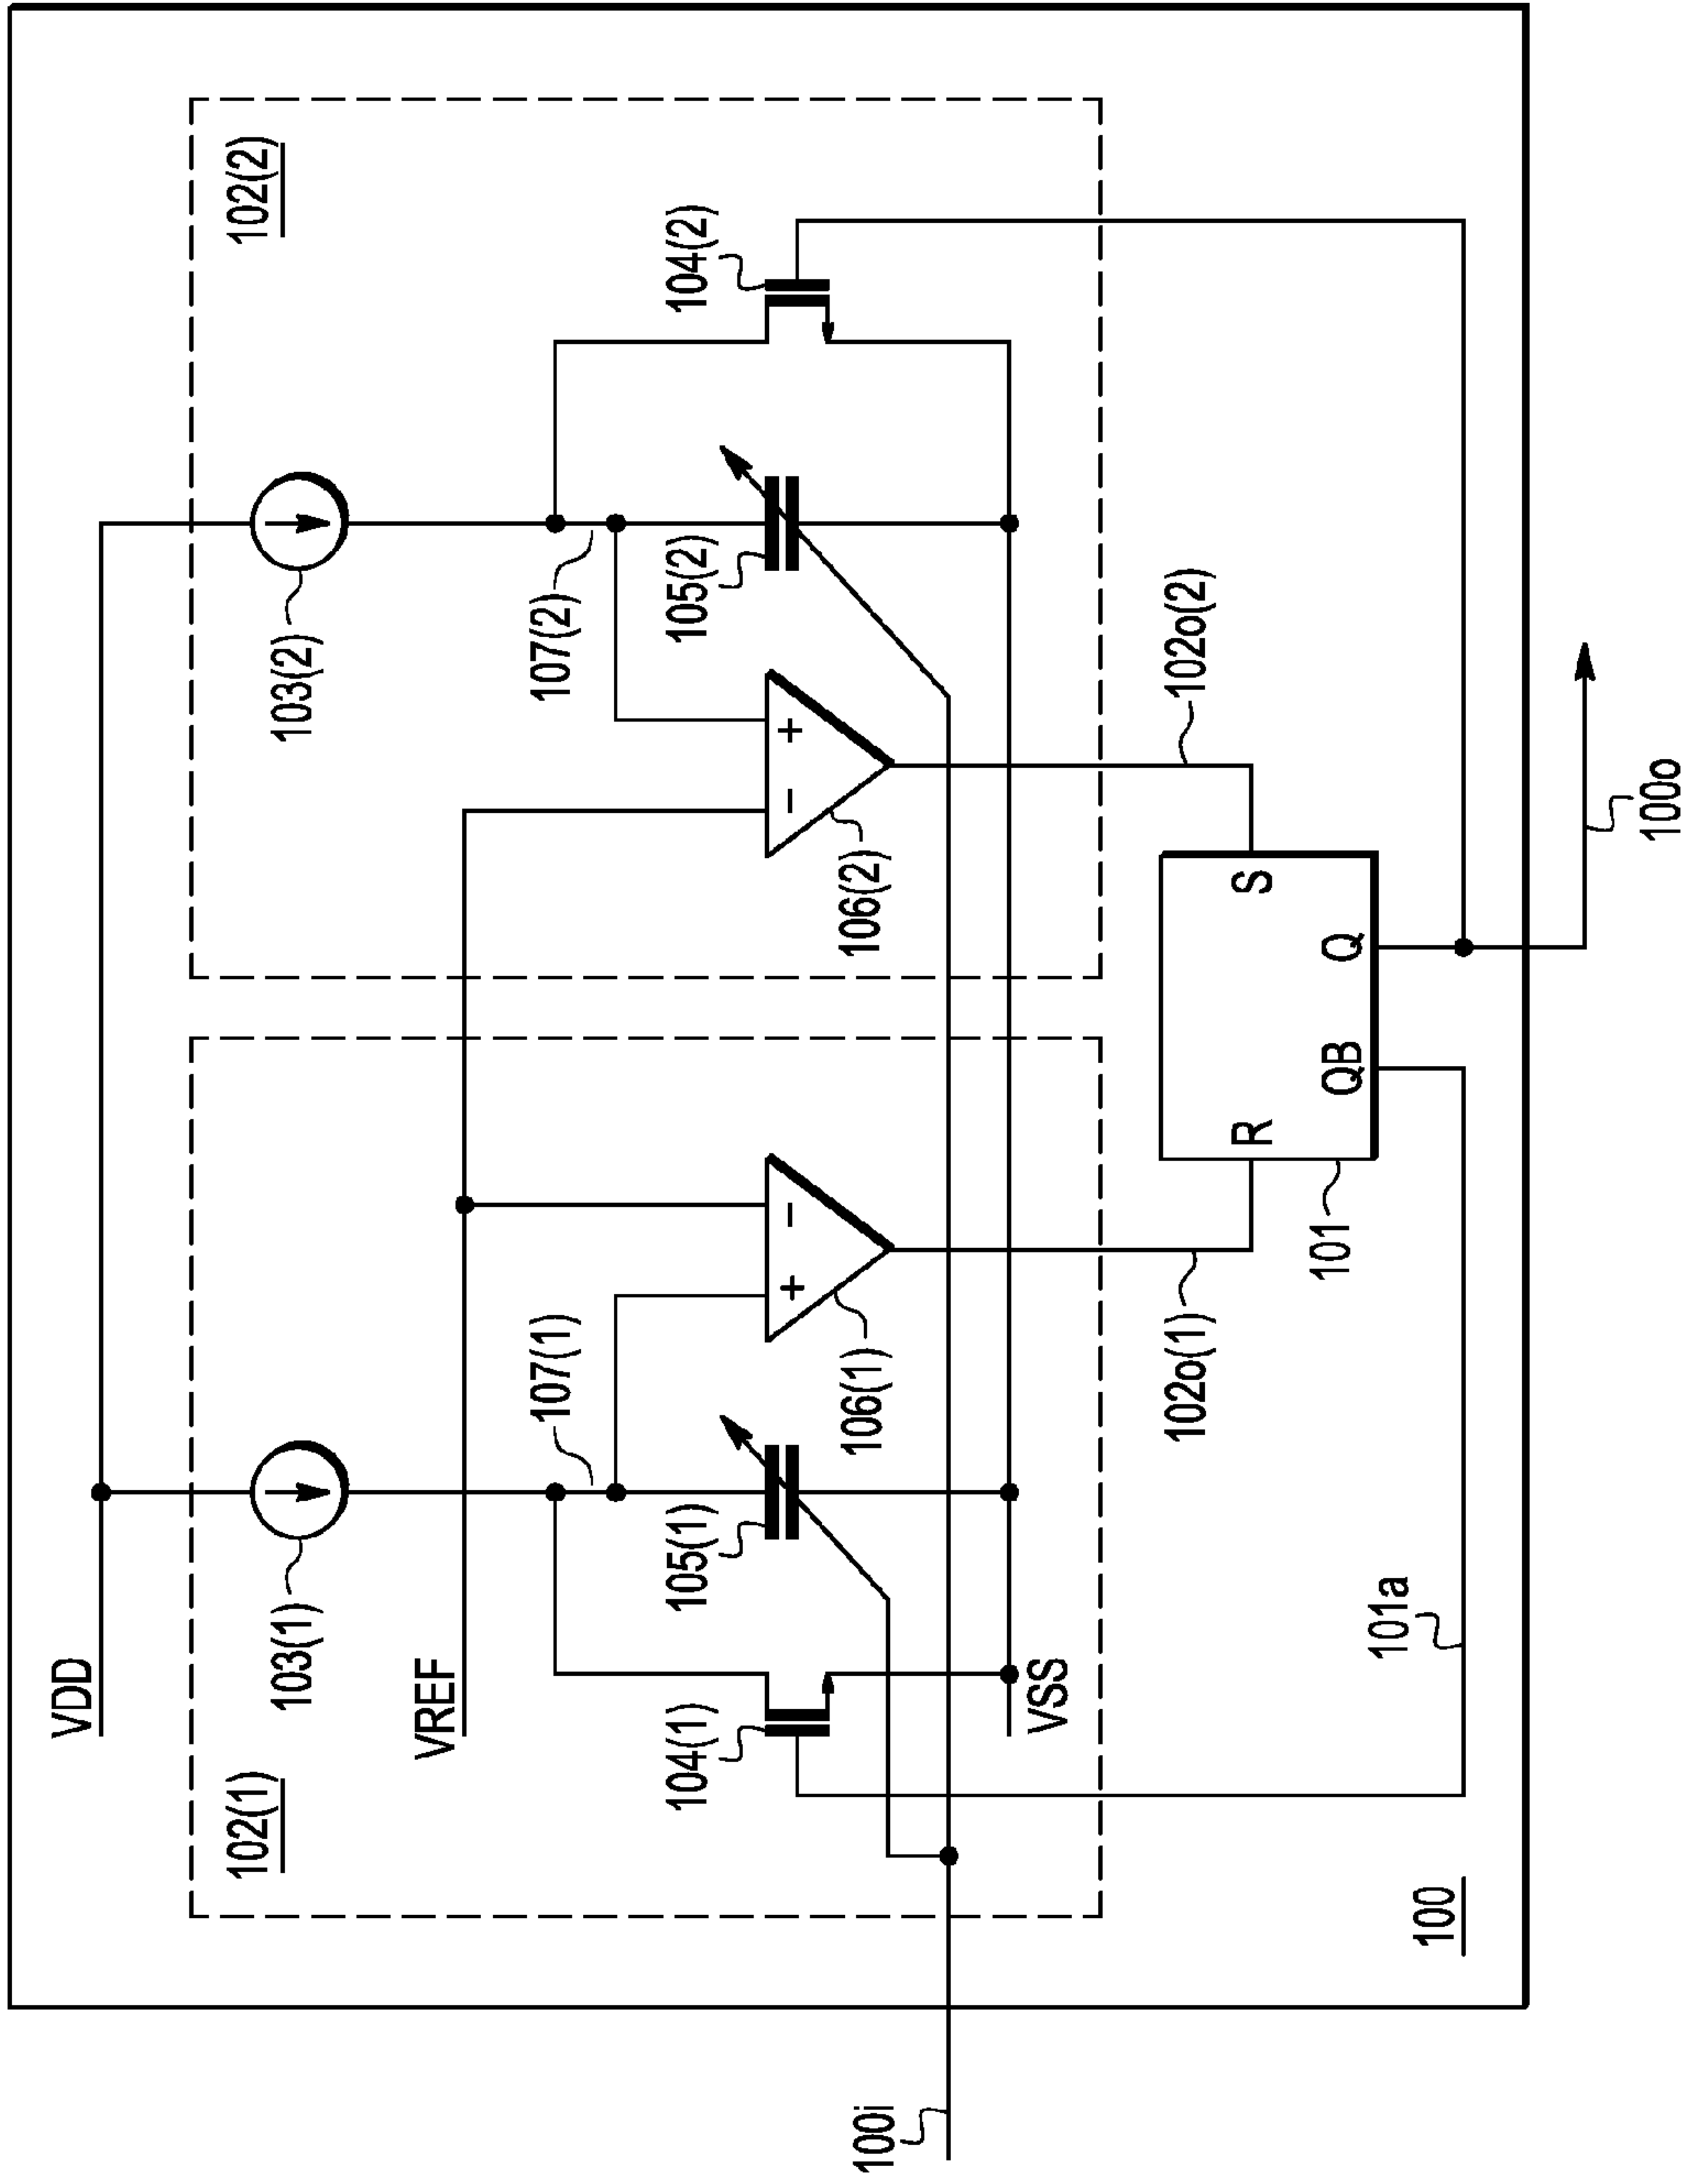 102(1)
102(2)
VDD
103(1)
103(2)
VREF
107(1)
107(2)
104(1)
105(1)
105(2)
104(2)
106(1)
+
−
106(2)
−
+
100i
VSS
102o(1)
102o(2)
R
S
101
QB
Q
101a
100
100o